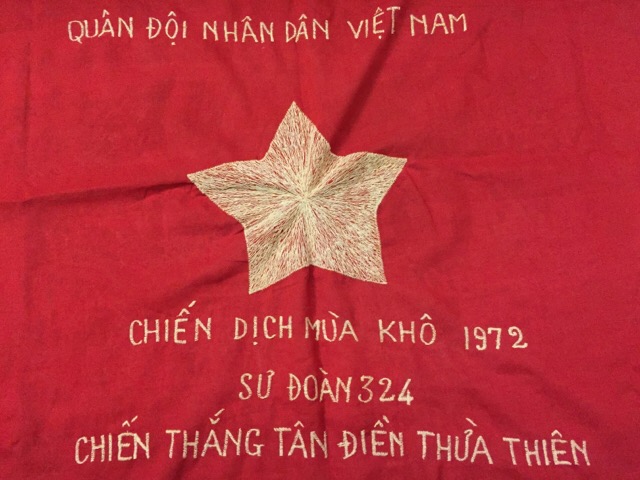 QUÂN ĐỘI NHÂN DÂN VIỆT NAM
CHIẾN DỊCH MÙA KHÔ 1972
SƯ ĐOÀN 324
CHIẾN THẮNG TÂN ĐIỀN THỪA THIÊN